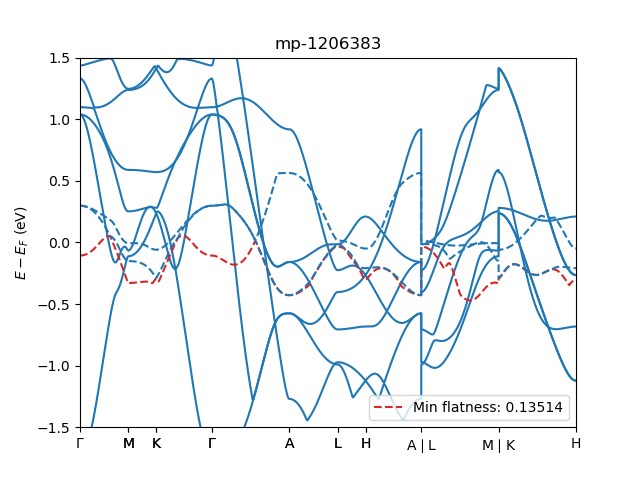 mp-1206383
E − E_F (eV)
1.5
1.0
0.5
0.0
−0.5
−1.0
−1.5
Min flatness: 0.13514
Γ M K Γ A L H A | L M | K H